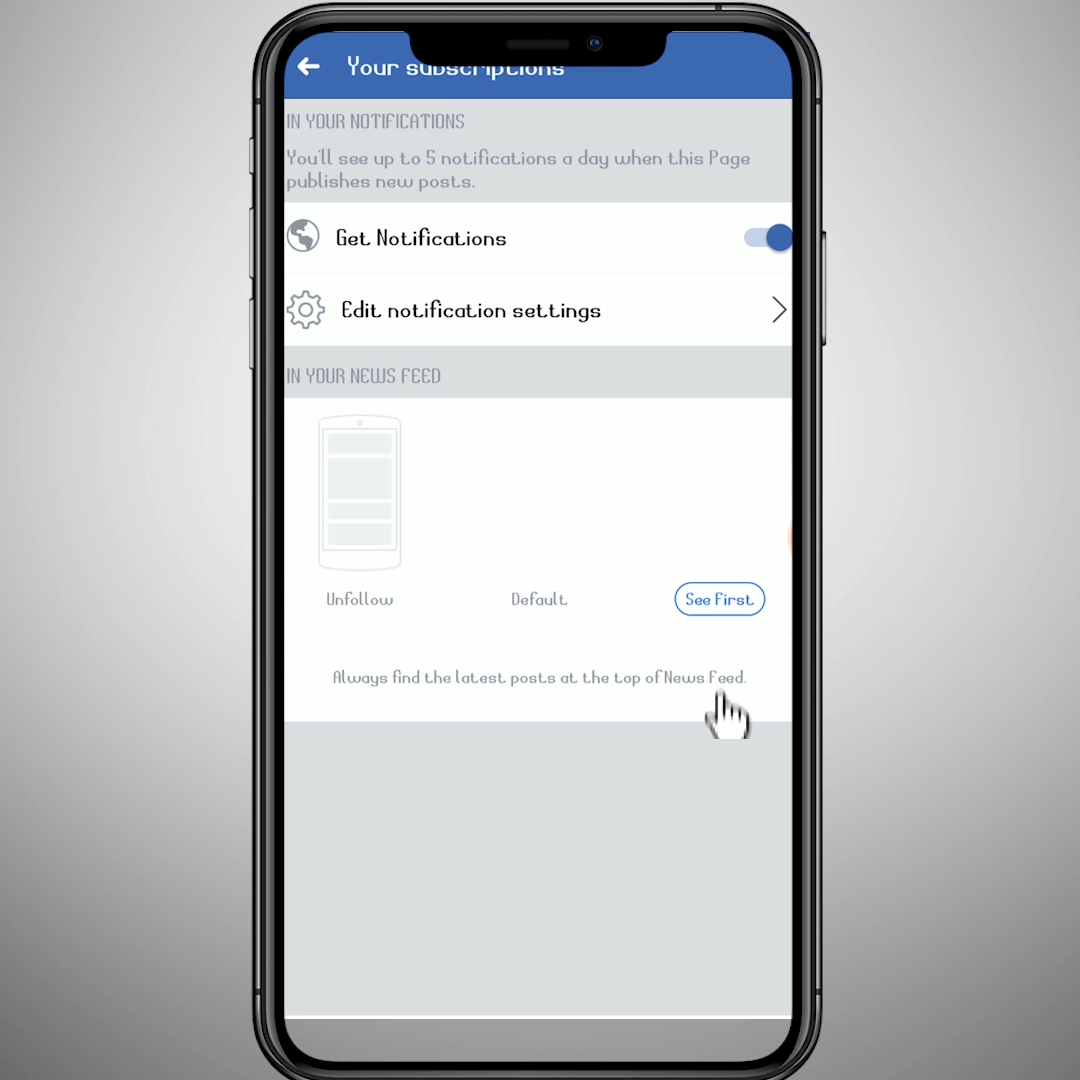 Your subscriptions
IN YOUR NOTIFICATIONS
You'll see up to 5 notifications a day when this Page
publishes new posts.
Get Notifications
Edit notification settings
IN YOUR NEWS FEED
Unfollow
Default
See First
Always find the latest posts at the top of News Feed.